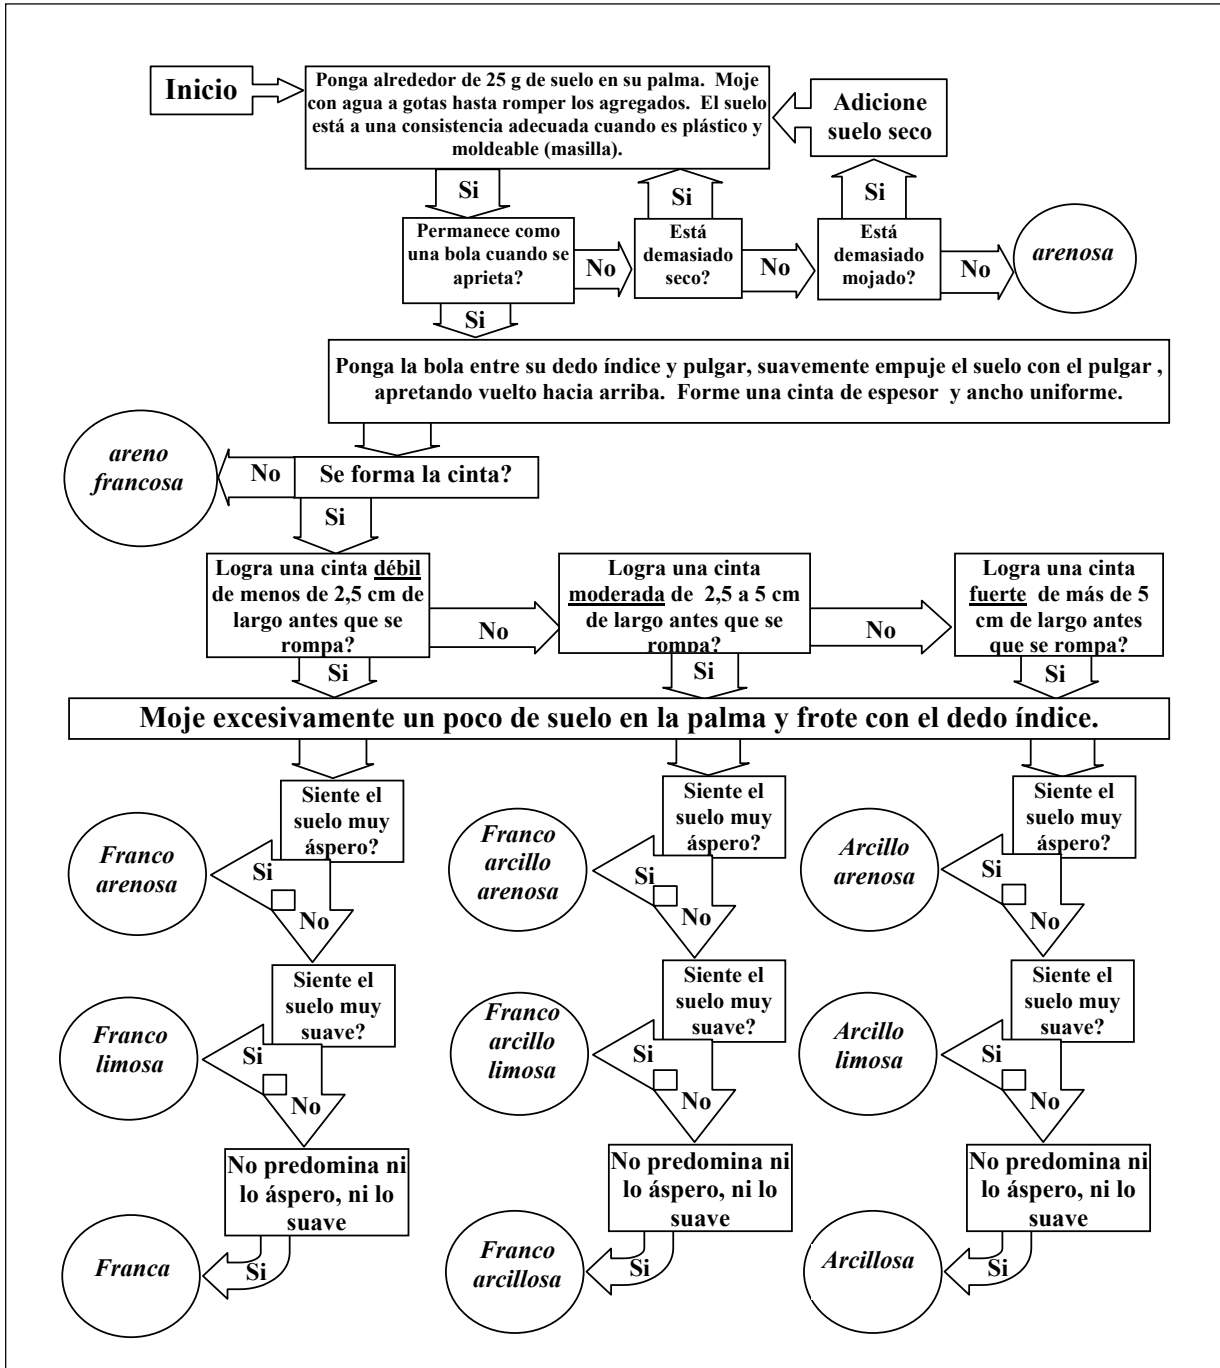 Inicio
Ponga alrededor de 25 g de suelo en su palma. Moje
con agua a gotas hasta romper los agregados. El suelo
está a una consistencia adecuada cuando es plástico y
moldeable (masilla).
Adicione
suelo seco
Si
Si
Si
Permanece como
una bola cuando se
aprieta?
No
Está
demasiado
seco?
No
Está
demasiado
mojado?
No
arenosa
Si
Ponga la bola entre su dedo índice y pulgar, suavemente empuje el suelo con el pulgar ,
apretando vuelto hacia arriba. Forme una cinta de espesor y ancho uniforme.
areno
francosa
No
Se forma la cinta?
Si
Logra una cinta débil
de menos de 2,5 cm de
largo antes que se
rompa?
No
Logra una cinta
moderada de 2,5 a 5 cm
de largo antes que se
rompa?
No
Logra una cinta
fuerte de más de 5
cm de largo antes
que se rompa?
Si
Si
Si
Moje excesivamente un poco de suelo en la palma y frote con el dedo índice.
Siente el
suelo muy
áspero?
Franco
arenosa
Si
No
Siente el
suelo muy
suave?
Franco
limosa
Si
No
No predomina ni
lo áspero, ni lo
suave
Franca
Si
Siente el
suelo muy
áspero?
Franco
arcillo
arenosa
Si
No
Siente el
suelo muy
suave?
Franco
arcillo
limosa
Si
No
No predomina ni
lo áspero, ni lo
suave
Franco
arcillosa
Si
Siente el
suelo muy
áspero?
Arcillo
arenosa
Si
No
Siente el
suelo muy
suave?
Arcillo
limosa
Si
No
No predomina ni
lo áspero, ni lo
suave
Arcillosa
Si